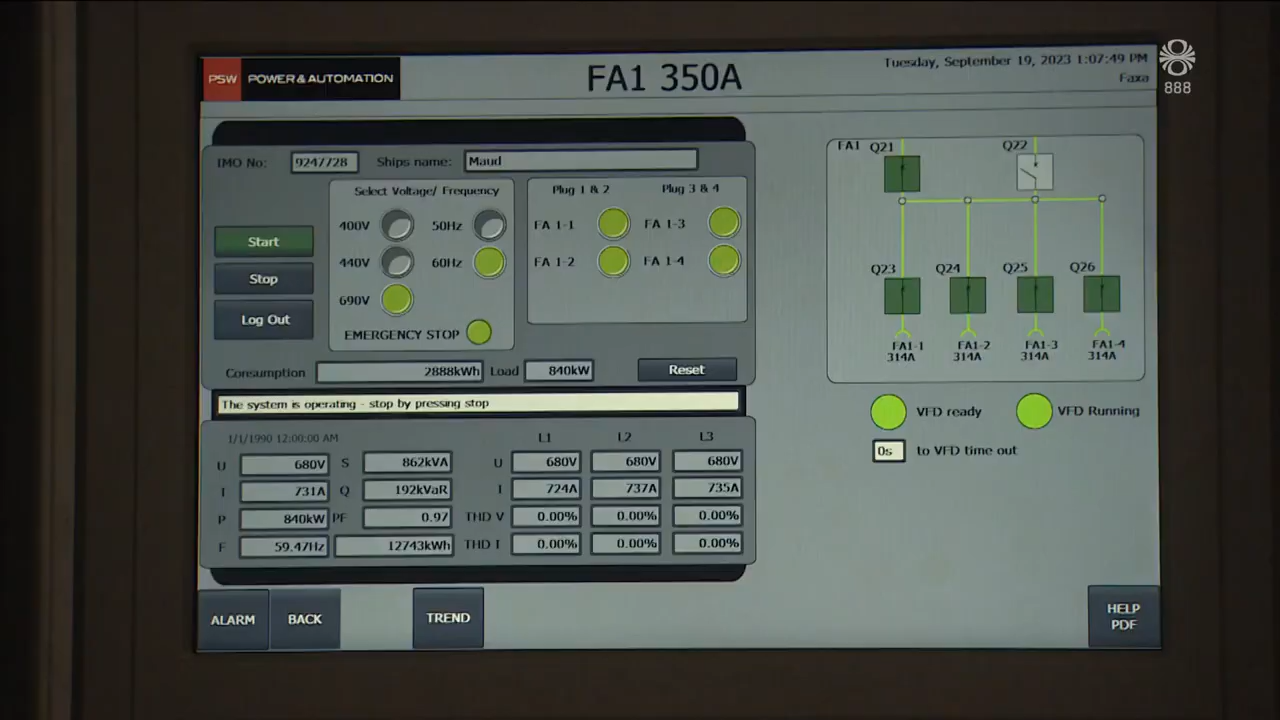 PSW POWER & AUTOMATION
FA1 350A
Tuesday, September 19, 2023 1:07:49 PM
Faxa
888
IMO No: 9247728 Ships name: Maud
Select Voltage/ Frequency
400V 50Hz
440V 60Hz
690V
EMERGENCY STOP
Plug 1 & 2 Plug 3 & 4
FA 1-1 FA 1-3
FA 1-2 FA 1-4
Start
Stop
Log Out
Consumption 2888kWh Load 840kW Reset
The system is operating - stop by pressing stop
1/1/1990 12:00:00 AM L1 L2 L3
U 680V S 862kVA U 680V 680V 680V
I 731A Q 192kVaR I 724A 737A 735A
P 840kW PF 0.97 THD V 0.00% 0.00% 0.00%
F 59.47Hz 12743kWh THD I 0.00% 0.00% 0.00%
FA1 Q21 Q22
Q23 Q24 Q25 Q26
FA1-1 FA1-2 FA1-3 FA1-4
314A 314A 314A 314A
VFD ready VFD Running
0s to VFD time out
ALARM BACK TREND HELP PDF